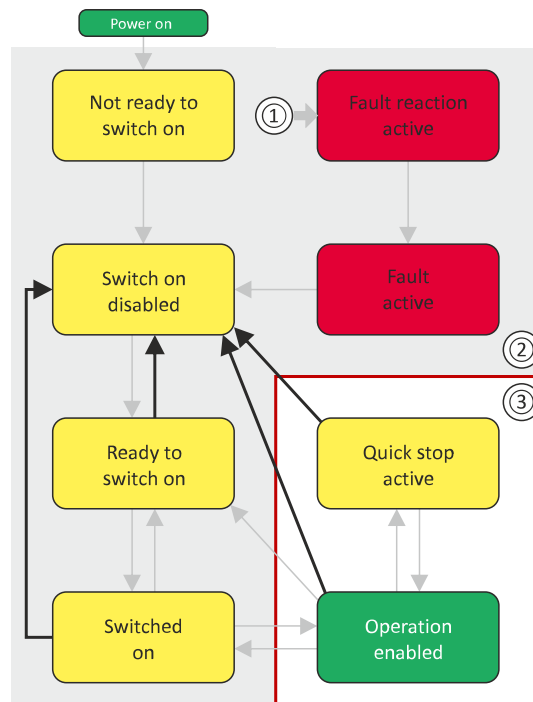 Power on
Not ready to
switch on
①
Fault reaction
active
Switch on
disabled
Fault
active
②
③
Ready to
switch on
Quick stop
active
Switched
on
Operation
enabled